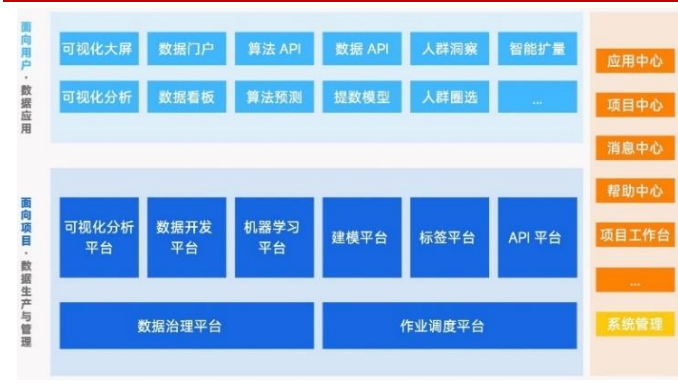 面向用户·数据应用
可视化大屏 数据门户 算法 API 数据 API 人群洞察 智能扩量
可视化分析 数据看板 算法预测 提数模型 人群圈选 ...
面向项目·数据生产与管理
可视化分析平台 数据开发平台 机器学习平台 建模平台 标签平台 API 平台
数据治理平台 作业调度平台
应用中心
项目中心
消息中心
帮助中心
项目工作台
...
系统管理